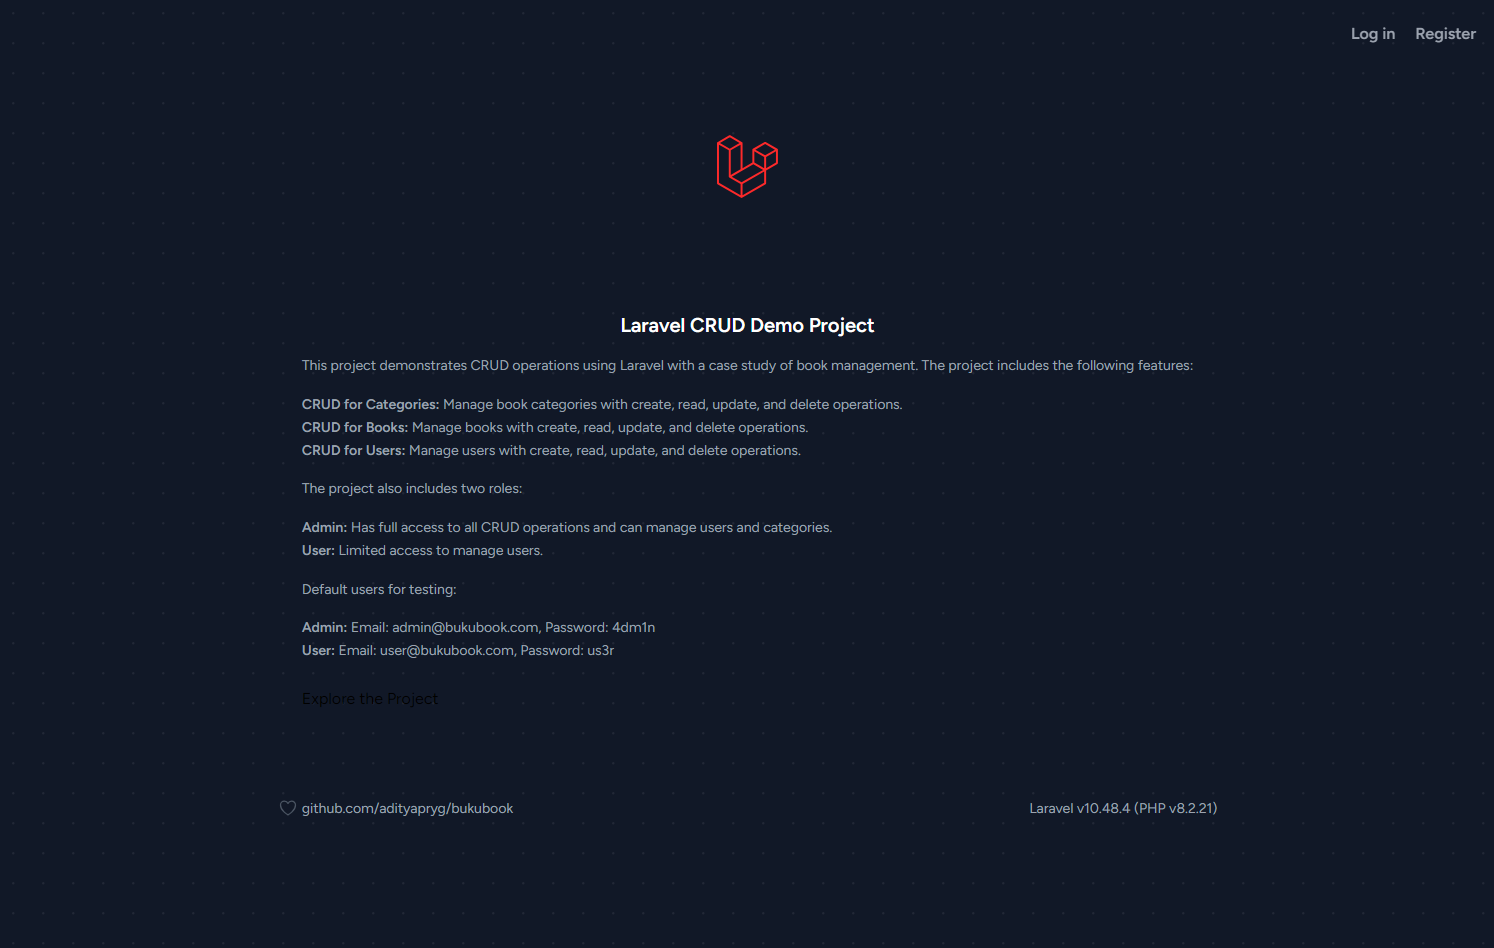 Log in Register
Laravel CRUD Demo Project
This project demonstrates CRUD operations using Laravel with a case study of book management. The project includes the following features:
CRUD for Categories: Manage book categories with create, read, update, and delete operations.
CRUD for Books: Manage books with create, read, update, and delete operations.
CRUD for Users: Manage users with create, read, update, and delete operations.
The project also includes two roles:
Admin: Has full access to all CRUD operations and can manage users and categories.
User: Limited access to manage users.
Default users for testing:
Admin: Email: admin@bukubook.com, Password: 4dm1n
User: Email: user@bukubook.com, Password: us3r
Explore the Project
github.com/adityapryg/bukubook
Laravel v10.48.4 (PHP v8.2.21)